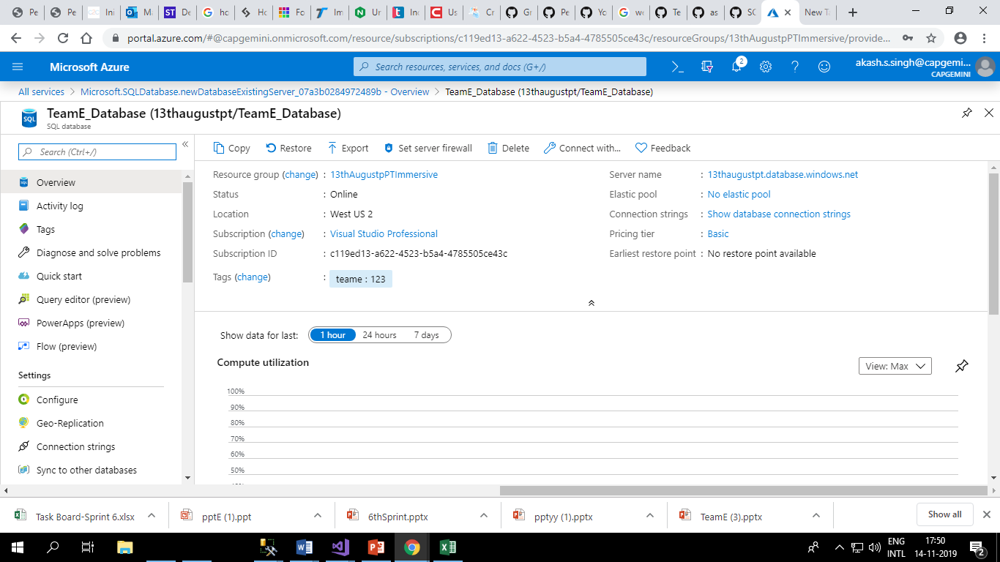 Pe
Pe
Ini
Ma
De
ho
Ho
Fo
Im
Ur
Ind
Us
Cr
Gr
Pe
Yo
we
Te
as
SC
New T
portal.azure.com/#@capgemini.onmicrosoft.com/resource/subscriptions/c119ed13-a622-4523-b5a4-4785505ce43c/resourceGroups/13thAugustpPTImmersive/provide...
Microsoft Azure
Search resources, services, and docs (G+/)
2
akash.s.singh@capgemi...
CAPGEMINI
All services > Microsoft.SQLDatabase.newDatabaseExistingServer_07a3b0284972489b - Overview > TeamE_Database (13thaugustpt/TeamE_Database)
SQL
TeamE_Database (13thaugustpt/TeamE_Database)
SQL database
Search (Ctrl+/)
Overview
Activity log
Tags
Diagnose and solve problems
Quick start
Query editor (preview)
PowerApps (preview)
Flow (preview)
Settings
Configure
Geo-Replication
Connection strings
Sync to other databases
Copy Restore Export Set server firewall Delete Connect with... Feedback
Resource group (change) : 13thAugustpPTImmersive
Status : Online
Location : West US 2
Subscription (change) : Visual Studio Professional
Subscription ID : c119ed13-a622-4523-b5a4-4785505ce43c
Tags (change) : teame : 123
Server name : 13thaugustpt.database.windows.net
Elastic pool : No elastic pool
Connection strings : Show database connection strings
Pricing tier : Basic
Earliest restore point : No restore point available
Show data for last: 1 hour 24 hours 7 days
Compute utilization
View: Max
100%
90%
80%
70%
60%
50%
Task Board-Sprint 6.xlsx
pptE (1).ppt
6thSprint.pptx
pptyy (1).pptx
TeamE (3).pptx
Show all
ENG
INTL
17:50
14-11-2019
2